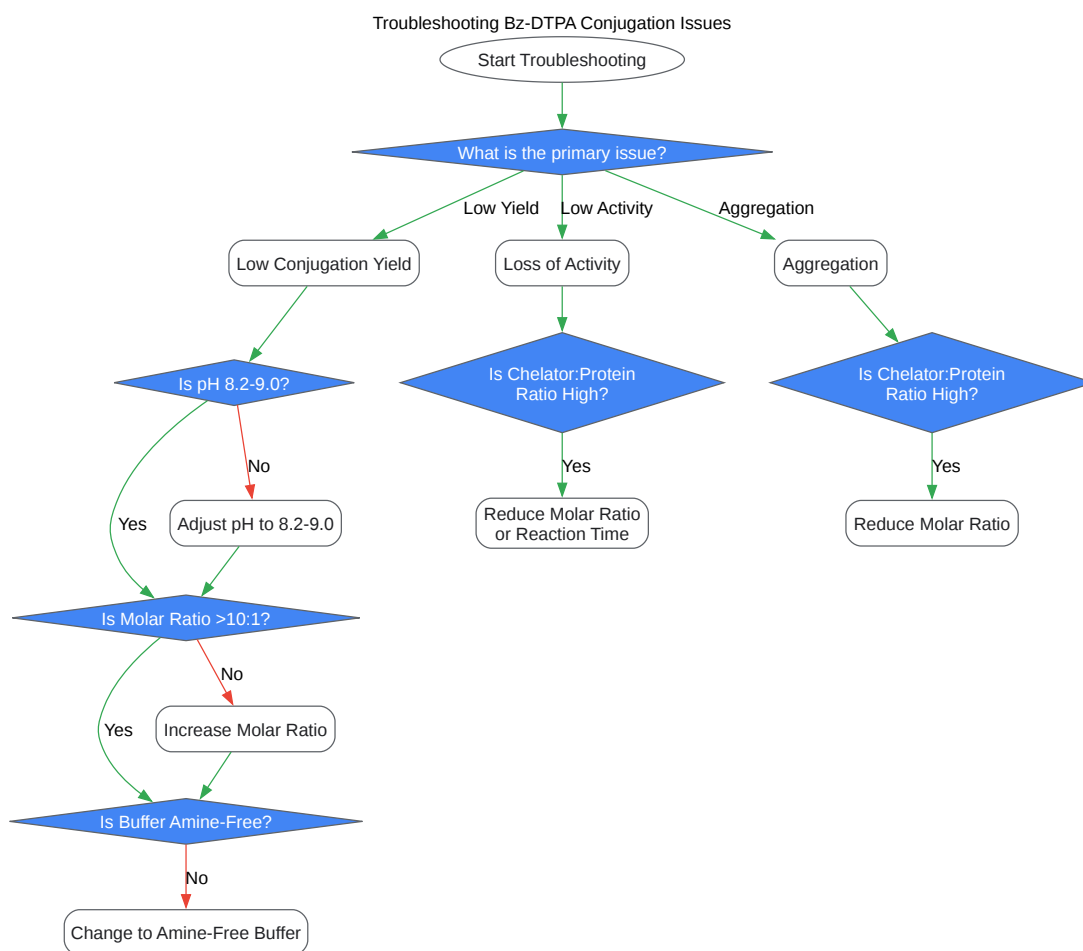 Troubleshooting Bz-DTPA Conjugation Issues
Start Troubleshooting
What is the primary issue?
Low Yield
Low Activity
Aggregation
Low Conjugation Yield
Loss of Activity
Aggregation
Is pH 8.2-9.0?
Is Chelator:Protein
Ratio High?
Is Chelator:Protein
Ratio High?
No
Yes
Yes
Yes
Adjust pH to 8.2-9.0
Reduce Molar Ratio
or Reaction Time
Reduce Molar Ratio
Is Molar Ratio >10:1?
No
Yes
Increase Molar Ratio
Is Buffer Amine-Free?
No
Change to Amine-Free Buffer